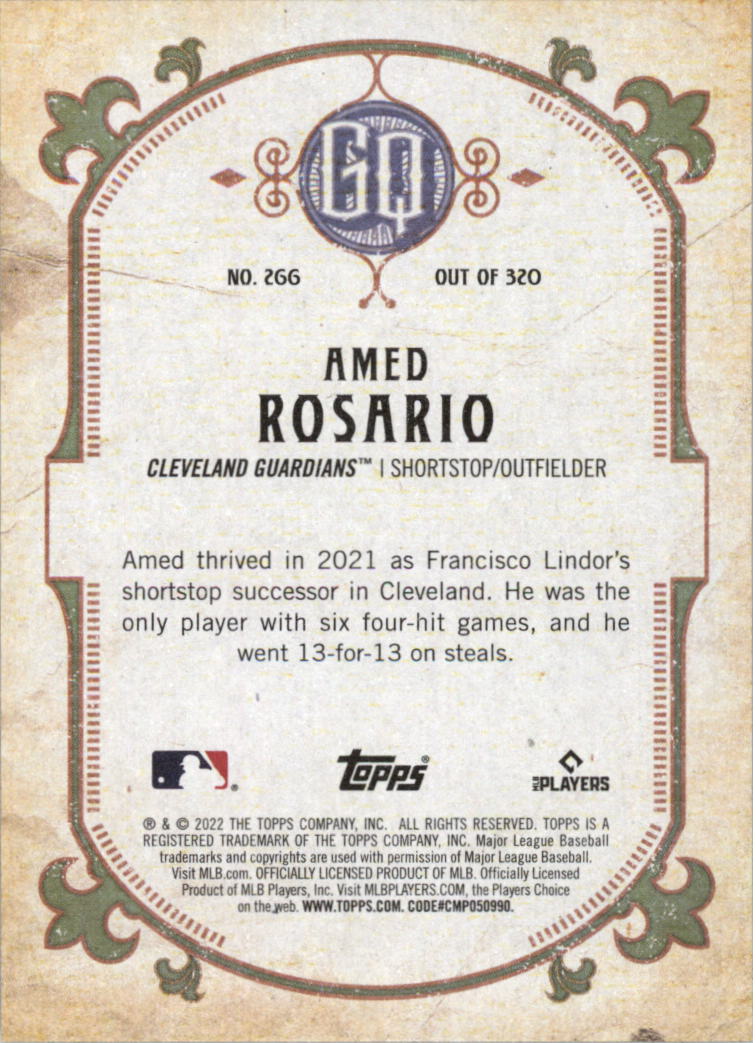 GQ
NO. 266 OUT OF 320
AMED
ROSARIO
CLEVELAND GUARDIANS™ | SHORTSTOP/OUTFIELDER
Amed thrived in 2021 as Francisco Lindor's
shortstop successor in Cleveland. He was the
only player with six four-hit games, and he
went 13-for-13 on steals.
® topps® MLB PLAYERS
® & © 2022 THE TOPPS COMPANY, INC. ALL RIGHTS RESERVED. TOPPS IS A
REGISTERED TRADEMARK OF THE TOPPS COMPANY, INC. Major League Baseball
trademarks and copyrights are used with permission of Major League Baseball.
Visit MLB.com. OFFICIALLY LICENSED PRODUCT OF MLB. Officially Licensed
Product of MLB Players, Inc. Visit MLBPLAYERS.COM, the Players Choice
on the web. WWW.TOPPS.COM. CODE#CMP050990.